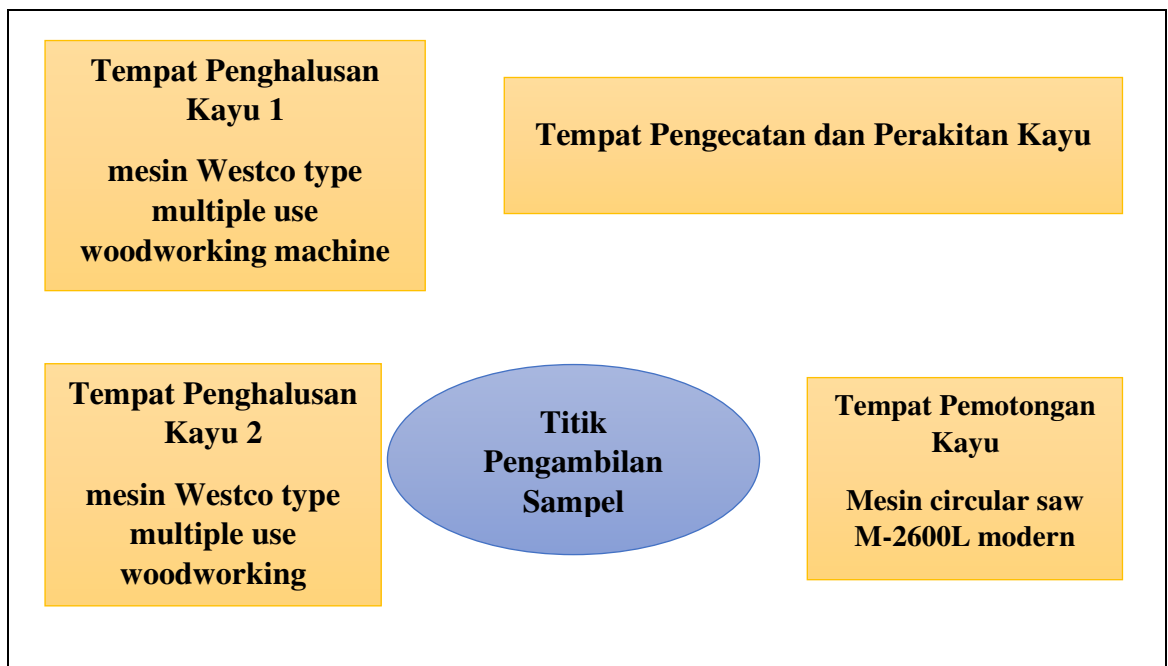 Tempat Penghalusan
Kayu 1
mesin Westco type
multiple use
woodworking machine
Tempat Pengecatan dan Perakitan Kayu
Tempat Penghalusan
Kayu 2
mesin Westco type
multiple use
woodworking
Titik
Pengambilan
Sampel
Tempat Pemotongan
Kayu
Mesin circular saw
M-2600L modern